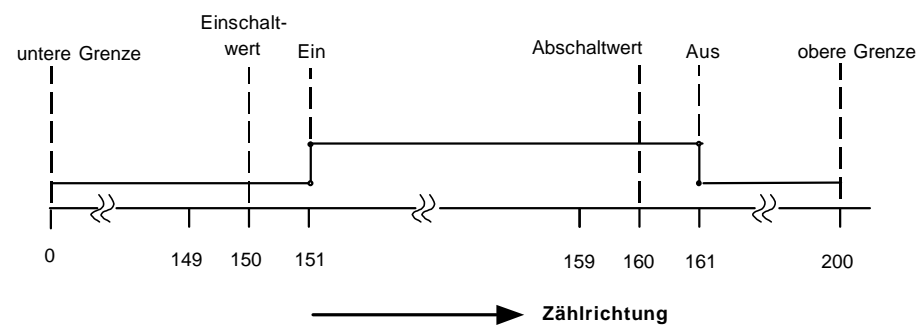 Einschalt-
wert
untere Grenze
Ein
Abschaltwert
Aus
obere Grenze
0
149
150
151
159
160
161
200
Zählrichtung